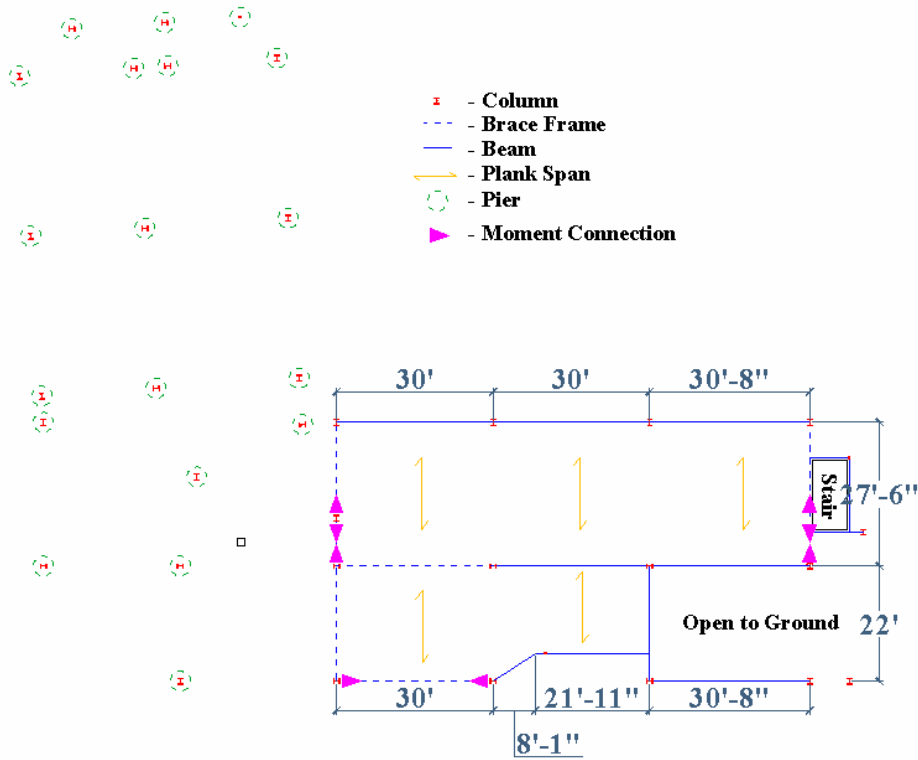 - Column
- Brace Frame
- Beam
- Plank Span
- Pier
- Moment Connection
30'
30'
30'-8"
Stair
27'-6"
Open to Ground
22'
30'
21'-11"
30'-8"
8'-1"